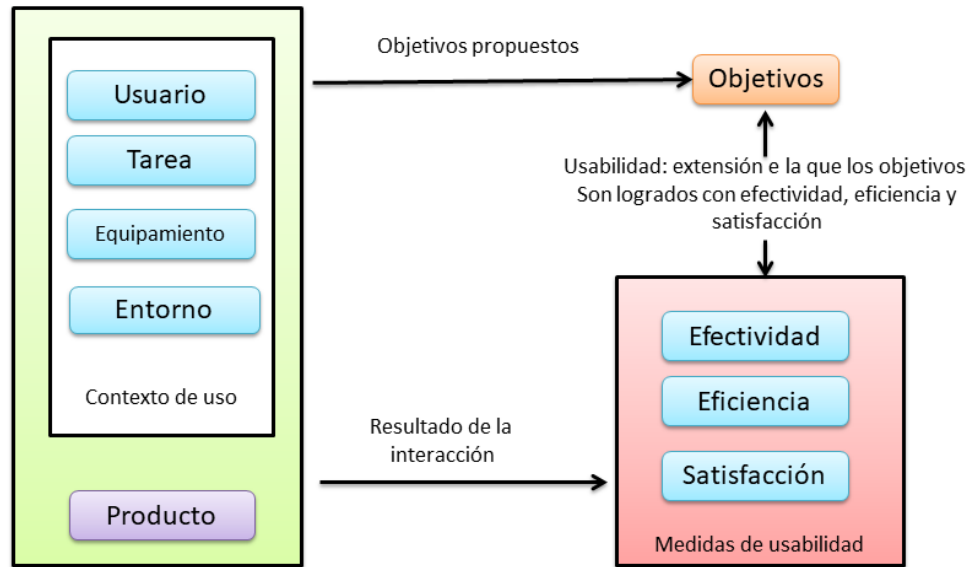 Usuario
Tarea
Equipamiento
Entorno
Contexto de uso
Producto
Objetivos propuestos
Objetivos
Usabilidad: extensión e la que los objetivos
Son logrados con efectividad, eficiencia y
satisfacción
Resultado de la
interacción
Efectividad
Eficiencia
Satisfacción
Medidas de usabilidad